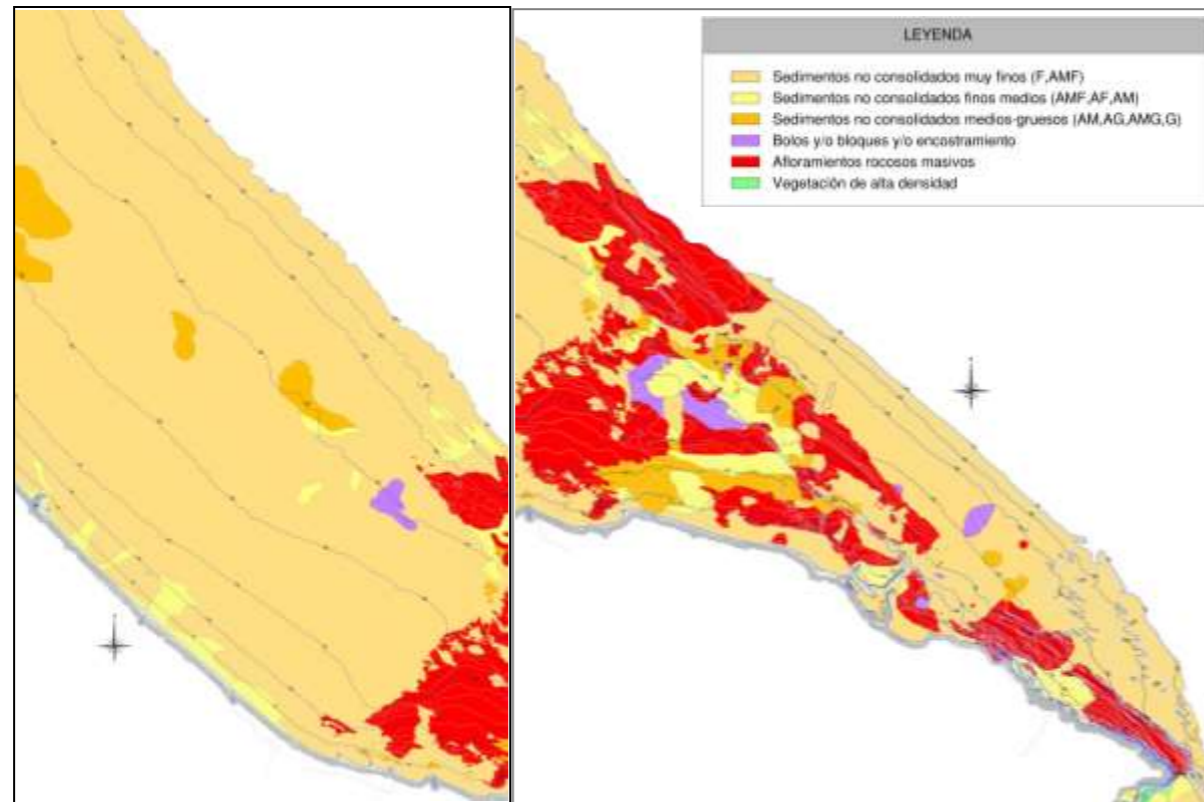 LEYENDA
Sedimentos no consolidados muy finos (F,AMF)
Sedimentos no consolidados finos medios (AMF,AF,AM)
Sedimentos no consolidados medios-gruesos (AM,AG,AMG,G)
Bolos y/o bloques y/o encostramiento
Afloramientos rocosos masivos
Vegetación de alta densidad